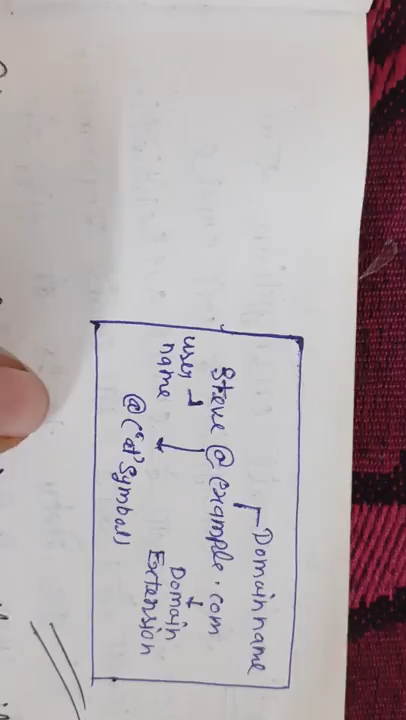 Domain name
Steve @ example.com
user name
Domain Extension
@ ("at" Symbol)